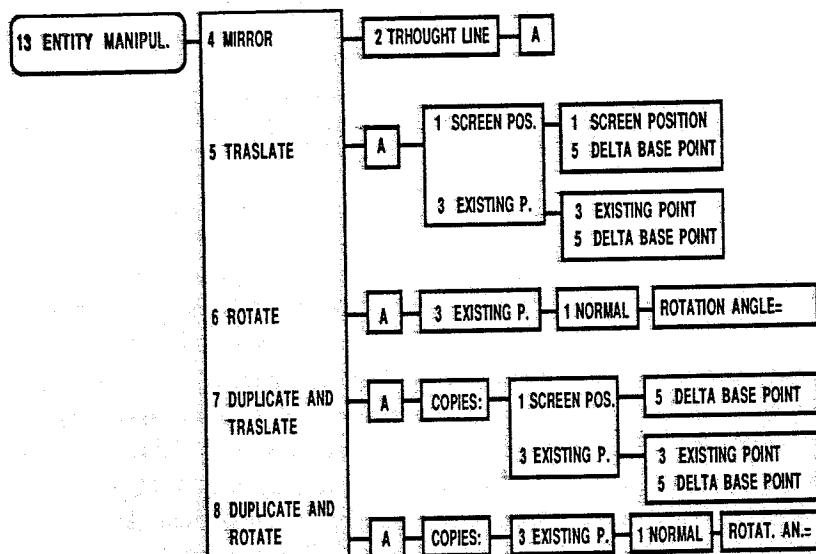 13 ENTITY MANIPUL.
4 MIRROR
2 TRHOUGHT LINE
A
5 TRASLATE
A
1 SCREEN POS.
3 EXISTING P.
1 SCREEN POSITION
5 DELTA BASE POINT
3 EXISTING POINT
5 DELTA BASE POINT
6 ROTATE
A
3 EXISTING P.
1 NORMAL
ROTATION ANGLE=
7 DUPLICATE AND
TRASLATE
A
COPIES:
1 SCREEN POS.
3 EXISTING P.
5 DELTA BASE POINT
3 EXISTING POINT
5 DELTA BASE POINT
8 DUPLICATE AND
ROTATE
A
COPIES:
3 EXISTING P.
1 NORMAL
ROTAT. AN.=